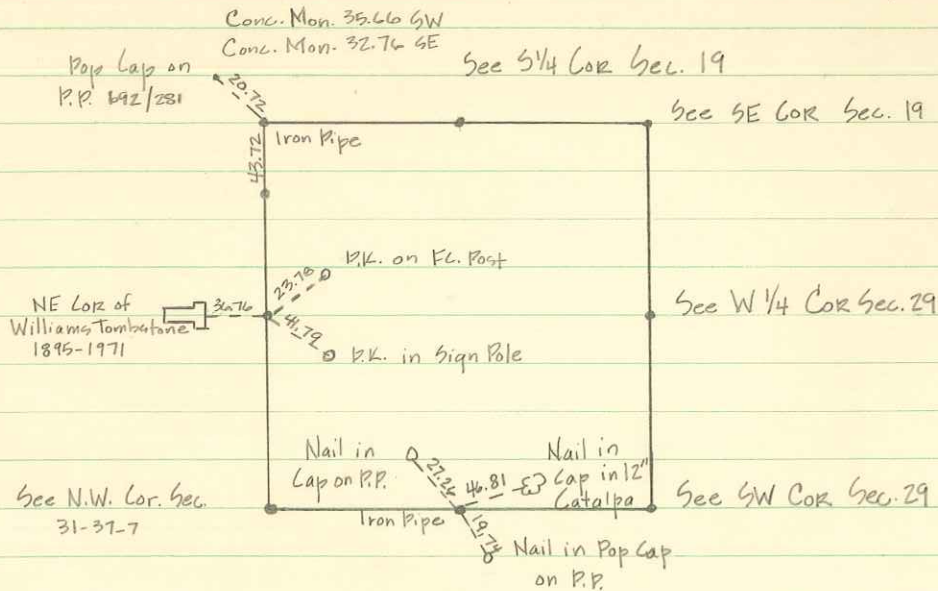 Conc. Mon. 35.66 SW
Conc. Mon. 32.76 SE
Pop Cap on
P.P. 692/281
20.72
See S1/4 COR Sec. 19
See SE COR Sec. 19
Iron Pipe
43.72
P.K. on Fc. Post
23.78
NE Cor of
Williams Tombstone
1895-1971
36.76
See W 1/4 Cor Sec. 29
41.79
P.K. in Sign Pole
Nail in
Cap on P.P.
27.26
46.81
Nail in
Cap in 12"
Catalpa
See N.W. Cor. Sec.
31-37-7
Iron Pipe
19.74
See SW COR Sec. 29
Nail in Pop Cap
on P.P.